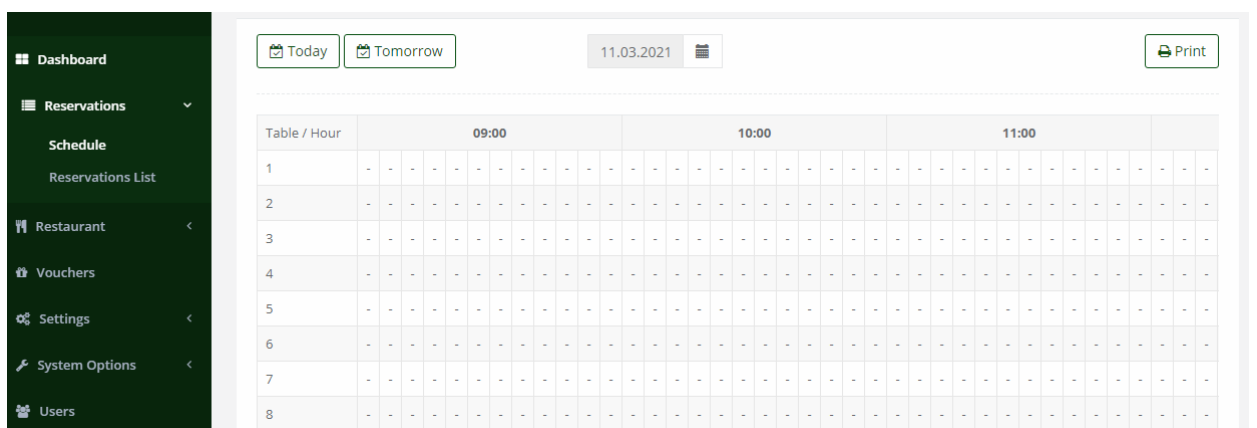 Dashboard
Reservations
Schedule
Reservations List
Restaurant
Vouchers
Settings
System Options
Users
Today Tomorrow 11.03.2021 Print
Table / Hour 09:00 10:00 11:00
1 - - - - - - - - - - - - - - - - - - - - - - - - - - - - - - - - - - - - - - -
2 - - - - - - - - - - - - - - - - - - - - - - - - - - - - - - - - - - - - - - -
3 - - - - - - - - - - - - - - - - - - - - - - - - - - - - - - - - - - - - - - -
4 - - - - - - - - - - - - - - - - - - - - - - - - - - - - - - - - - - - - - - -
5 - - - - - - - - - - - - - - - - - - - - - - - - - - - - - - - - - - - - - - -
6 - - - - - - - - - - - - - - - - - - - - - - - - - - - - - - - - - - - - - - -
7 - - - - - - - - - - - - - - - - - - - - - - - - - - - - - - - - - - - - - - -
8 - - - - - - - - - - - - - - - - - - - - - - - - - - - - - - - - - - - - - - -